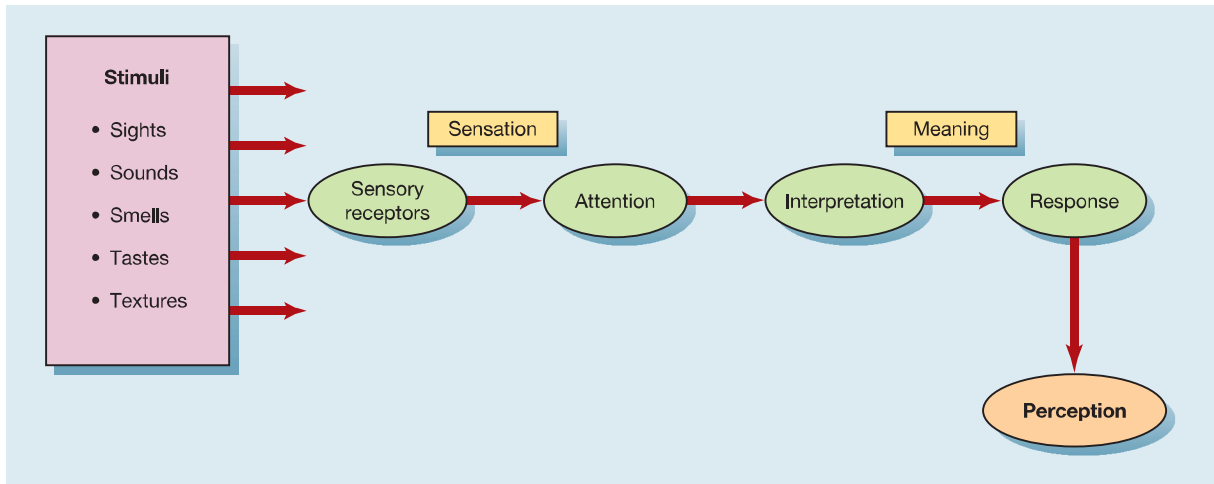 Stimuli
• Sights
• Sounds
• Smells
• Tastes
• Textures
Sensation
Meaning
Sensory
receptors
Attention
Interpretation
Response
Perception